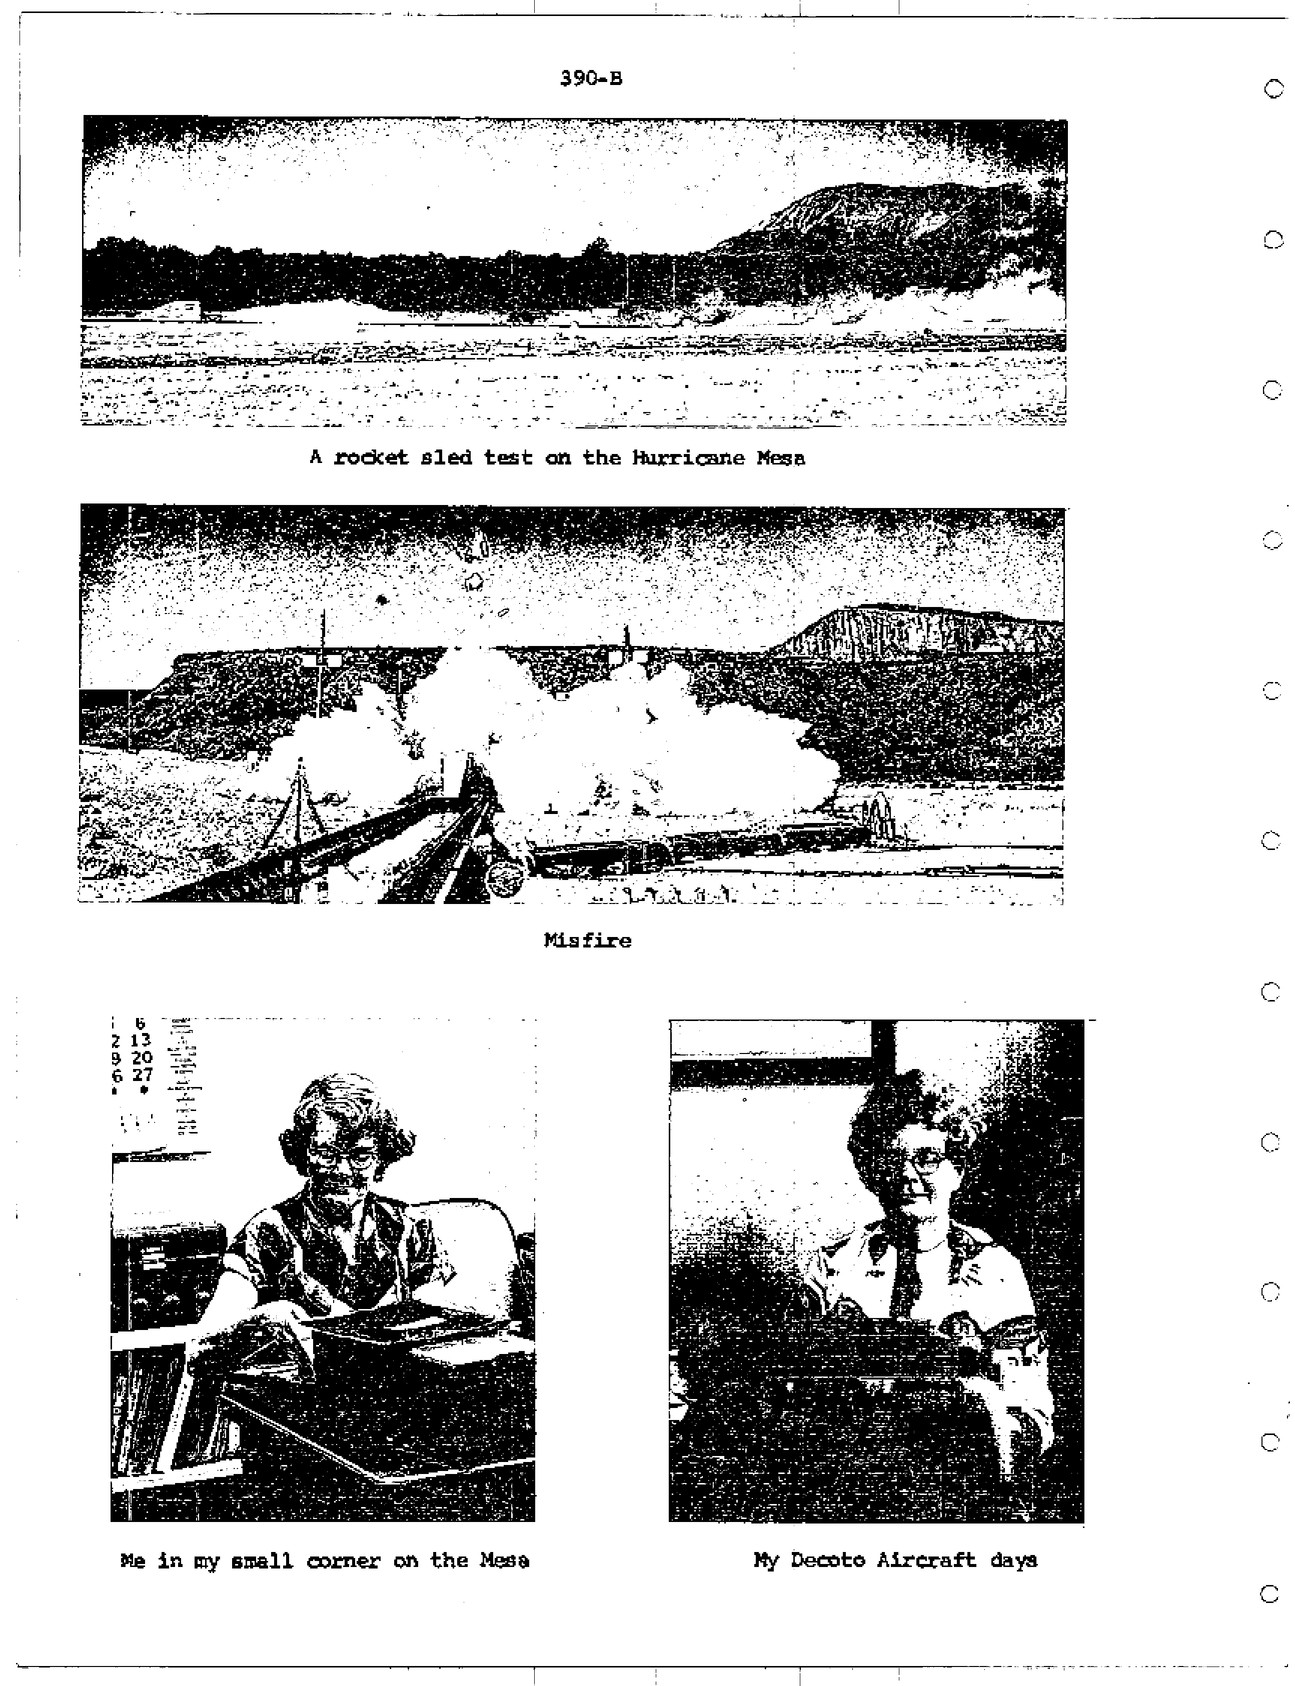 390-B
A rocket sled test on the Hurricane Mesa
Misfire
6
2 13
9 20
6 27
Me in my small corner on the Mesa
My Decoto Aircraft days